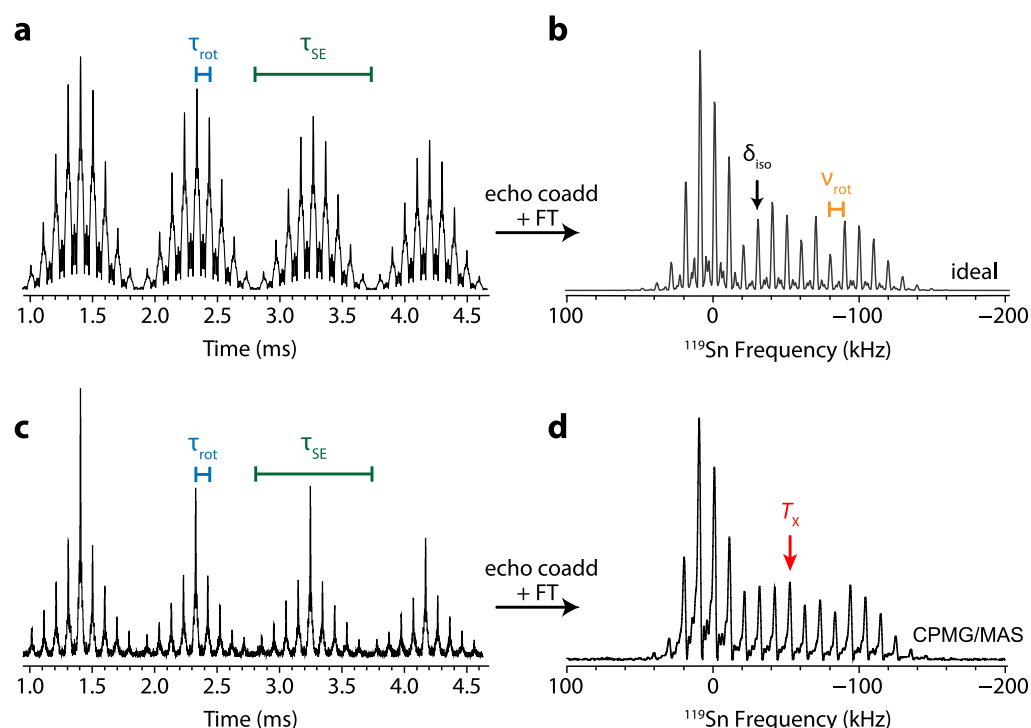 a
τrot
τSE
1.0 1.5 2.0 2.5 3.0 3.5 4.0 4.5
Time (ms)
echo coadd
+ FT
b
δiso
νrot
ideal
100 0 −100 −200
¹¹⁹Sn Frequency (kHz)
c
τrot
τSE
1.0 1.5 2.0 2.5 3.0 3.5 4.0 4.5
Time (ms)
echo coadd
+ FT
d
Tx
CPMG/MAS
100 0 −100 −200
¹¹⁹Sn Frequency (kHz)